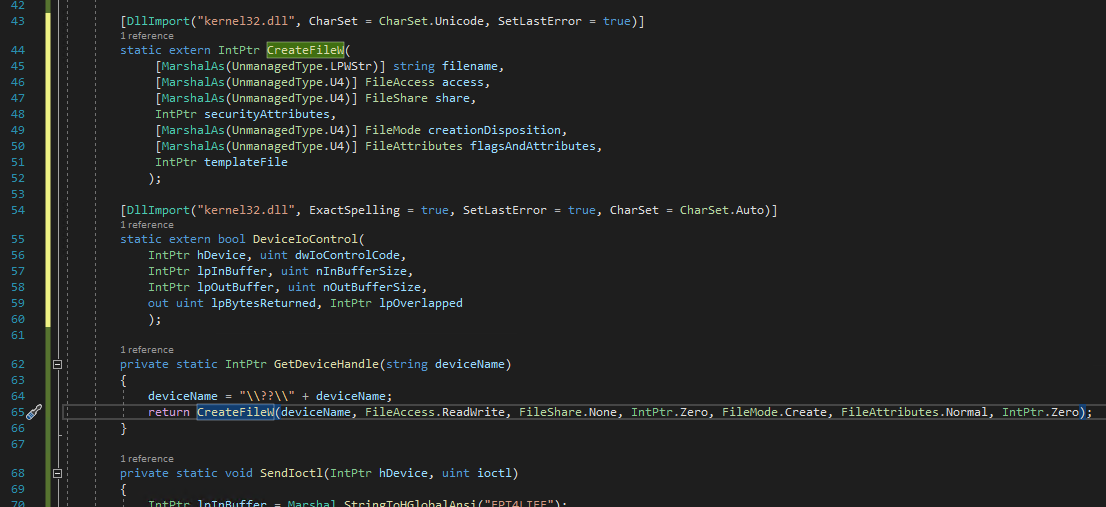 42
43 [DllImport("kernel32.dll", CharSet = CharSet.Unicode, SetLastError = true)]
1 reference
44 static extern IntPtr CreateFileW(
45 [MarshalAs(UnmanagedType.LPWStr)] string filename,
46 [MarshalAs(UnmanagedType.U4)] FileAccess access,
47 [MarshalAs(UnmanagedType.U4)] FileShare share,
48 IntPtr securityAttributes,
49 [MarshalAs(UnmanagedType.U4)] FileMode creationDisposition,
50 [MarshalAs(UnmanagedType.U4)] FileAttributes flagsAndAttributes,
51 IntPtr templateFile
52 );
53
54 [DllImport("kernel32.dll", ExactSpelling = true, SetLastError = true, CharSet = CharSet.Auto)]
1 reference
55 static extern bool DeviceIoControl(
56 IntPtr hDevice, uint dwIoControlCode,
57 IntPtr lpInBuffer, uint nInBufferSize,
58 IntPtr lpOutBuffer, uint nOutBufferSize,
59 out uint lpBytesReturned, IntPtr lpOverlapped
60 );
61
1 reference
62 private static IntPtr GetDeviceHandle(string deviceName)
63 {
64 deviceName = "\\??\\" + deviceName;
65 return CreateFileW(deviceName, FileAccess.ReadWrite, FileShare.None, IntPtr.Zero, FileMode.Create, FileAttributes.Normal, IntPtr.Zero);
66 }
67
1 reference
68 private static void SendIoctl(IntPtr hDevice, uint ioctl)
69 {
70 IntPtr lpInBuffer = Marshal.StringToHGlobalAnsi("EPT4LIFE");